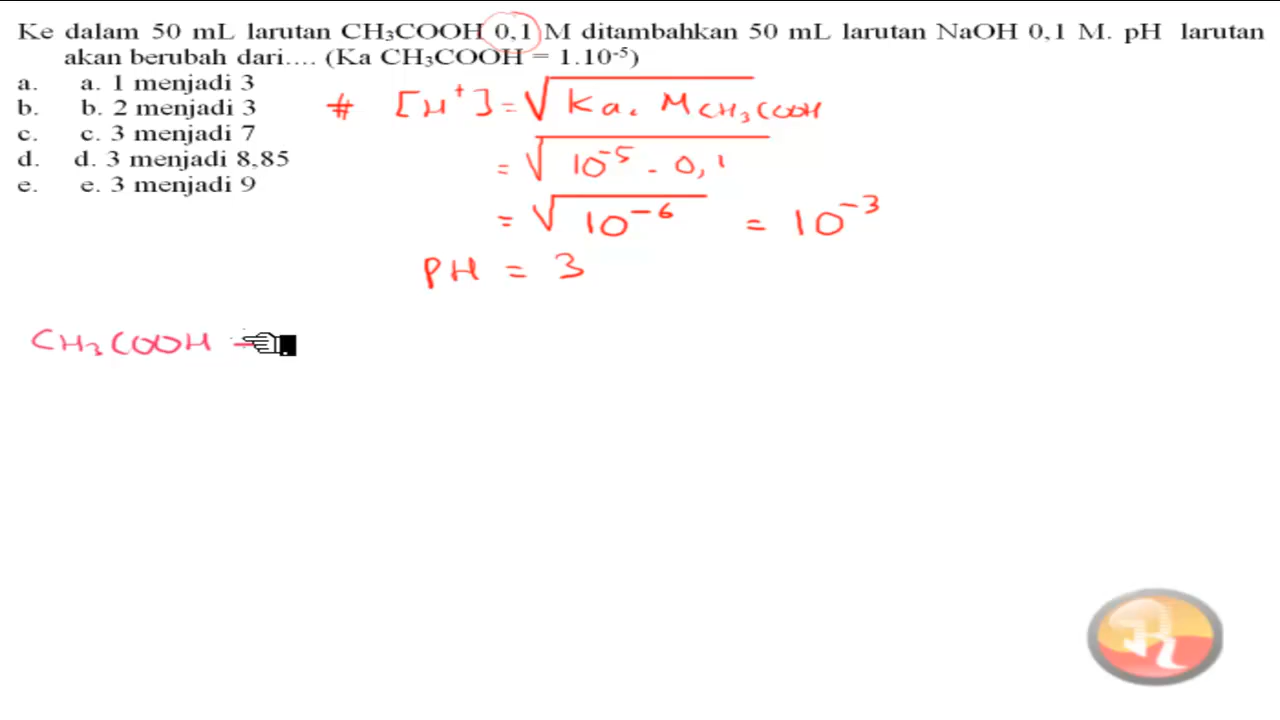 Ke dalam 50 mL larutan CH₃COOH 0,1 M ditambahkan 50 mL larutan NaOH 0,1 M. pH larutan
akan berubah dari.... (Ka CH₃COOH = 1.10⁻⁵)
a. a. 1 menjadi 3
b. b. 2 menjadi 3
c. c. 3 menjadi 7
d. d. 3 menjadi 8,85
e. e. 3 menjadi 9
# [H⁺] = √Ka . M CH₃COOH
= √10⁻⁵ . 0,1
= √10⁻⁶ = 10⁻³
PH = 3
CH₃COOH